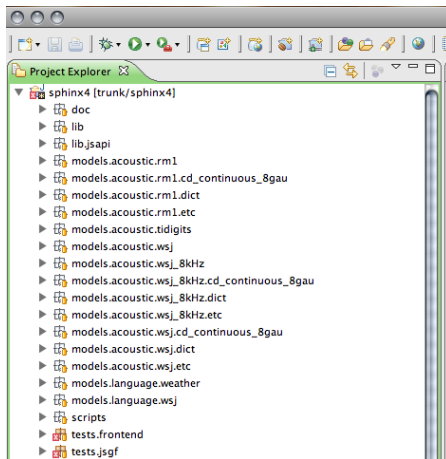 Project Explorer
sphinx4 [trunk/sphinx4]
doc
lib
lib.jsapi
models.acoustic.rm1
models.acoustic.rm1.cd_continuous_8gau
models.acoustic.rm1.dict
models.acoustic.rm1.etc
models.acoustic.tidigits
models.acoustic.wsj
models.acoustic.wsj_8kHz
models.acoustic.wsj_8kHz.cd_continuous_8gau
models.acoustic.wsj_8kHz.dict
models.acoustic.wsj_8kHz.etc
models.acoustic.wsj.cd_continuous_8gau
models.acoustic.wsj.dict
models.acoustic.wsj.etc
models.language.weather
models.language.wsj
scripts
tests.frontend
tests.jsgf